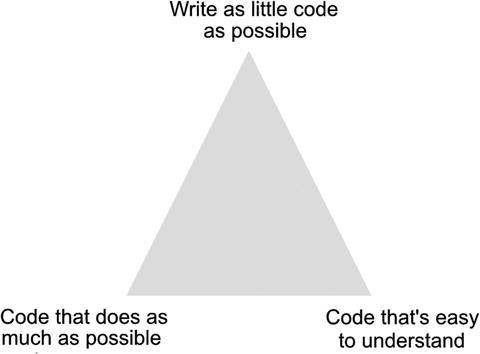 Write as little code
as possible
Code that does as
much as possible
Code that's easy
to understand